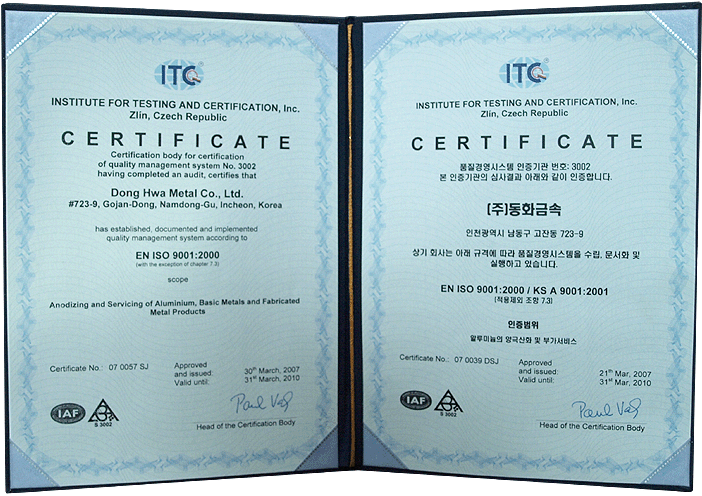 ITC
INSTITUTE FOR TESTING AND CERTIFICATION, Inc.
Zlin, Czech Republic
CERTIFICATE
Certification body for certification
of quality management system No. 3002
having completed an audit, certifies that
Dong Hwa Metal Co., Ltd.
#723-9, Gojan-Dong, Namdong-Gu, Incheon, Korea
has established, documented and implemented
quality management system according to
EN ISO 9001:2000
(with the exception of chapter 7.3)
scope
Anodizing and Servicing of Aluminium, Basic Metals and Fabricated
Metal Products
Certificate No.: 07 0057 SJ
Approved
and issued: 30th March, 2007
Valid until: 31st March, 2010
IAF
S 3002
Head of the Certification Body
ITC
INSTITUTE FOR TESTING AND CERTIFICATION, Inc.
Zlin, Czech Republic
CERTIFICATE
품질경영시스템 인증기관 번호: 3002
본 인증기관의 심사결과 아래와 같이 인증합니다.
(주)동화금속
인천광역시 남동구 고잔동 723-9
상기 회사는 아래 규격에 따라 품질경영시스템을 수립, 문서화 및
실행하고 있습니다.
EN ISO 9001:2000 / KS A 9001:2001
(적용제외 조항 7.3)
인증범위
알루미늄의 양극산화 및 부가서비스
Certificate No.: 07 0039 DSJ
Approved
and issued: 21th Mar, 2007
Valid until: 31st Mar, 2010
IAF
S 3002
Head of the Certification Body